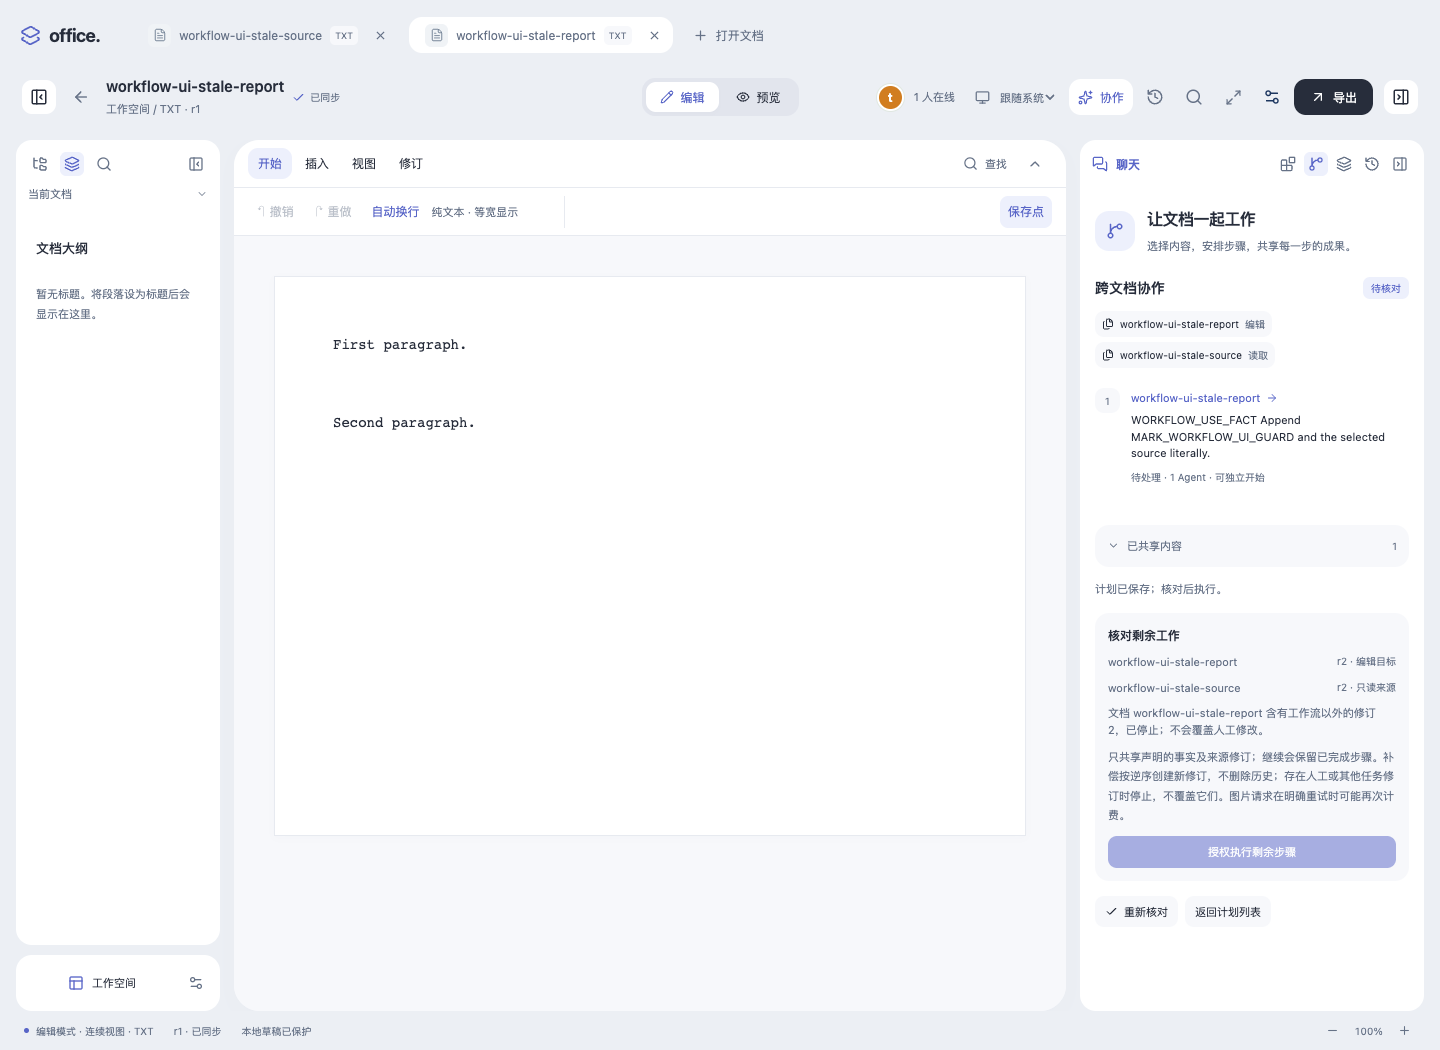 office.
workflow-ui-stale-source TXT
workflow-ui-stale-report TXT
打开文档
workflow-ui-stale-report
工作空间 / TXT · r1
已同步
编辑
预览
t
1 人在线
跟随系统
协作
导出
当前文档
文档大纲
暂无标题。将段落设为标题后会
显示在这里。
工作空间
开始 插入 视图 修订
查找
撤销 重做 自动换行 纯文本 · 等宽显示
保存点
First paragraph.
Second paragraph.
聊天
让文档一起工作
选择内容，安排步骤，共享每一步的成果。
跨文档协作
待核对
workflow-ui-stale-report 编辑
workflow-ui-stale-source 读取
1
workflow-ui-stale-report
WORKFLOW_USE_FACT Append
MARK_WORKFLOW_UI_GUARD and the selected
source literally.
待处理 · 1 Agent · 可独立开始
已共享内容 1
计划已保存；核对后执行。
核对剩余工作
workflow-ui-stale-report r2 · 编辑目标
workflow-ui-stale-source r2 · 只读来源
文档 workflow-ui-stale-report 含有工作流以外的修订
2，已停止；不会覆盖人工修改。
只共享声明的事实及来源修订；继续会保留已完成步骤。补
偿按逆序创建新修订，不删除历史；存在人工或其他任务修
订时停止，不覆盖它们。图片请求在明确重试时可能再次计
费。
授权执行剩余步骤
重新核对
返回计划列表
编辑模式 · 连续视图 · TXT r1 · 已同步 本地草稿已保护
100%